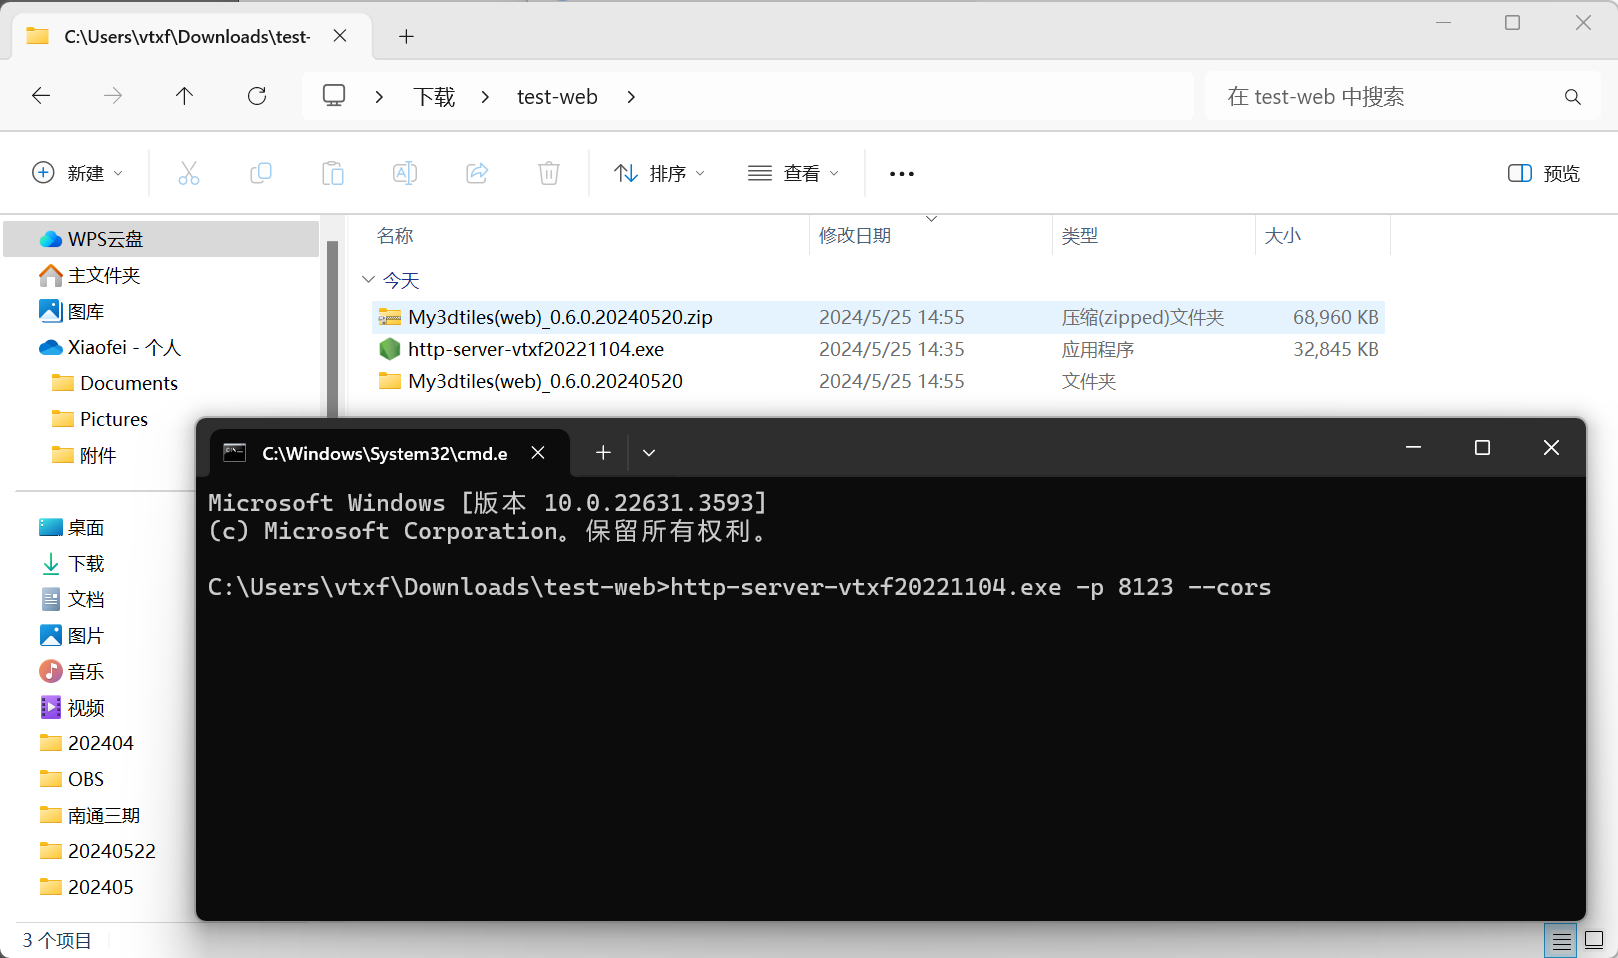 C:\Users\vtxf\Downloads\test-
下载 test-web
在 test-web 中搜索
新建
排序
查看
预览
WPS云盘
主文件夹
图库
Xiaofei - 个人
Documents
Pictures
附件
桌面
下载
文档
图片
音乐
视频
202404
OBS
南通三期
20240522
202405
名称 修改日期 类型 大小
今天
My3dtiles(web)_0.6.0.20240520.zip 2024/5/25 14:55 压缩(zipped)文件夹 68,960 KB
http-server-vtxf20221104.exe 2024/5/25 14:35 应用程序 32,845 KB
My3dtiles(web)_0.6.0.20240520 2024/5/25 14:55 文件夹
C:\Windows\System32\cmd.e
Microsoft Windows [版本 10.0.22631.3593]
(c) Microsoft Corporation。保留所有权利。
C:\Users\vtxf\Downloads\test-web>http-server-vtxf20221104.exe -p 8123 --cors
3 个项目